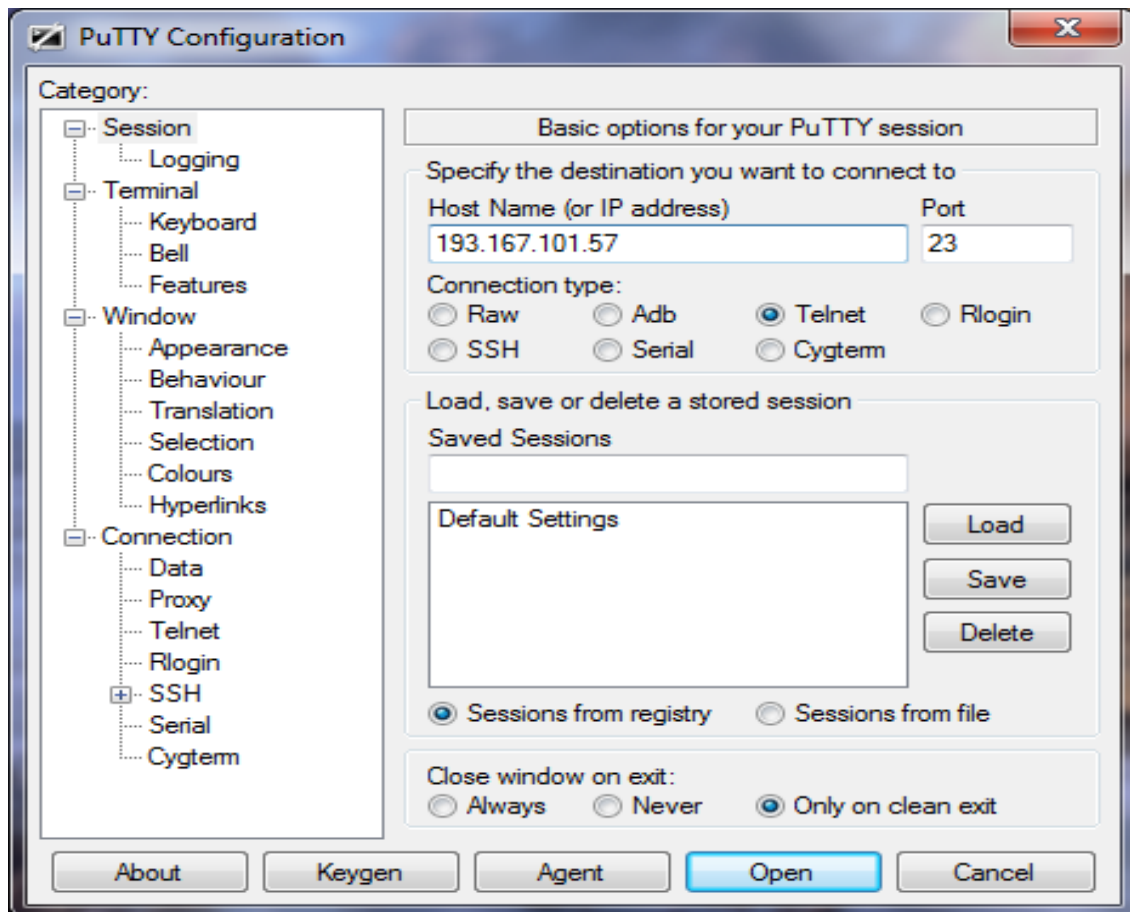 PuTTY Configuration
Category:
Session
Logging
Terminal
Keyboard
Bell
Features
Window
Appearance
Behaviour
Translation
Selection
Colours
Hyperlinks
Connection
Data
Proxy
Telnet
Rlogin
SSH
Serial
Cygterm
Basic options for your PuTTY session
Specify the destination you want to connect to
Host Name (or IP address) Port
193.167.101.57 23
Connection type:
Raw Adb Telnet Rlogin
SSH Serial Cygterm
Load, save or delete a stored session
Saved Sessions
Default Settings
Load
Save
Delete
Sessions from registry Sessions from file
Close window on exit:
Always Never Only on clean exit
About Keygen Agent Open Cancel